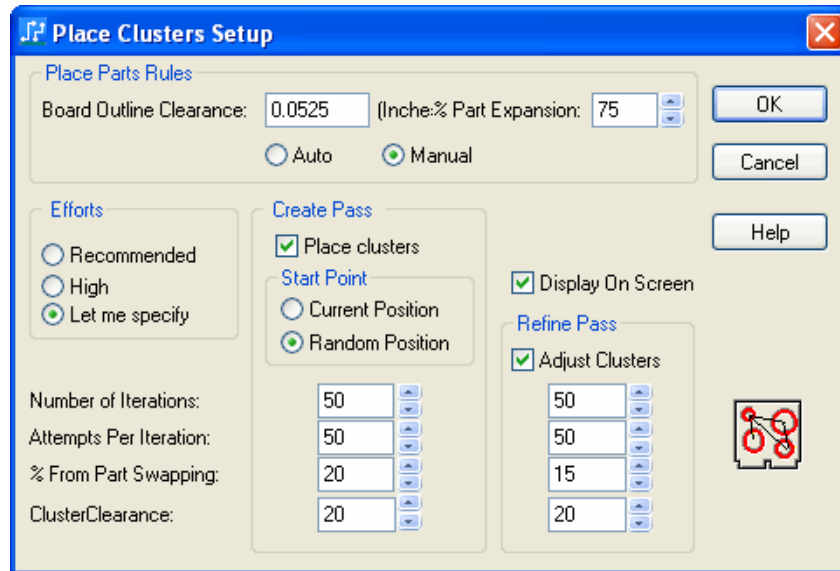 Place Clusters Setup
Place Parts Rules
Board Outline Clearance: 0.0525 (Inche:% Part Expansion: 75
Auto Manual
OK
Cancel
Help
Efforts
Recommended
High
Let me specify
Create Pass
Place clusters
Start Point
Current Position
Random Position
Display On Screen
Refine Pass
Adjust Clusters
Number of Iterations: 50 50
Attempts Per Iteration: 50 50
% From Part Swapping: 20 15
ClusterClearance: 20 20